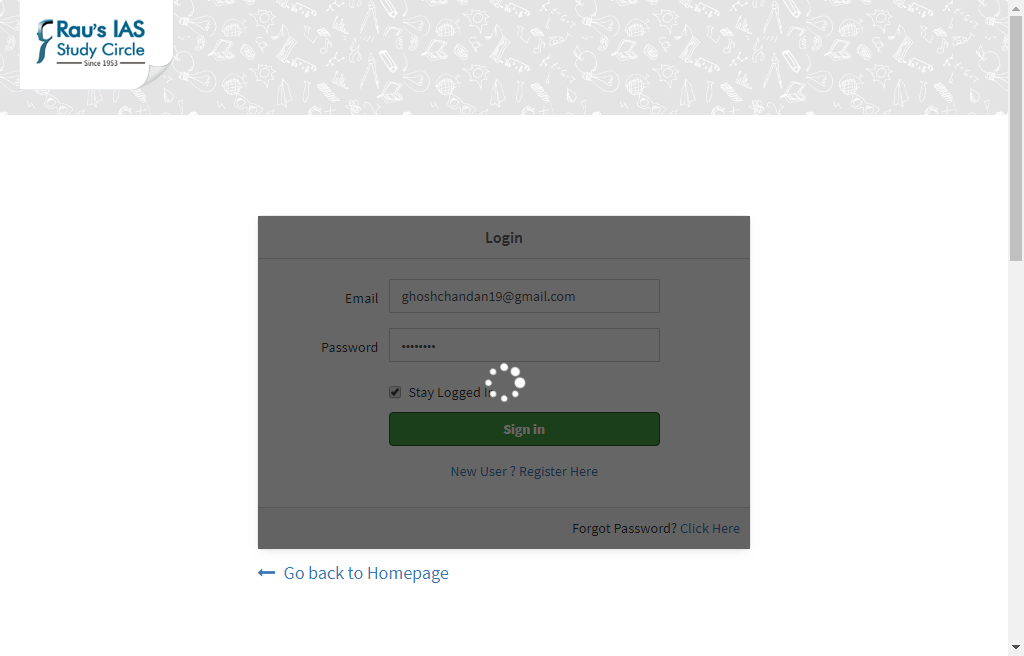 Rau's IAS
Study Circle
Since 1953
Login
Email ghoshchandan19@gmail.com
Password ••••••••
Stay Logged
Sign in
New User ? Register Here
Forgot Password? Click Here
Go back to Homepage